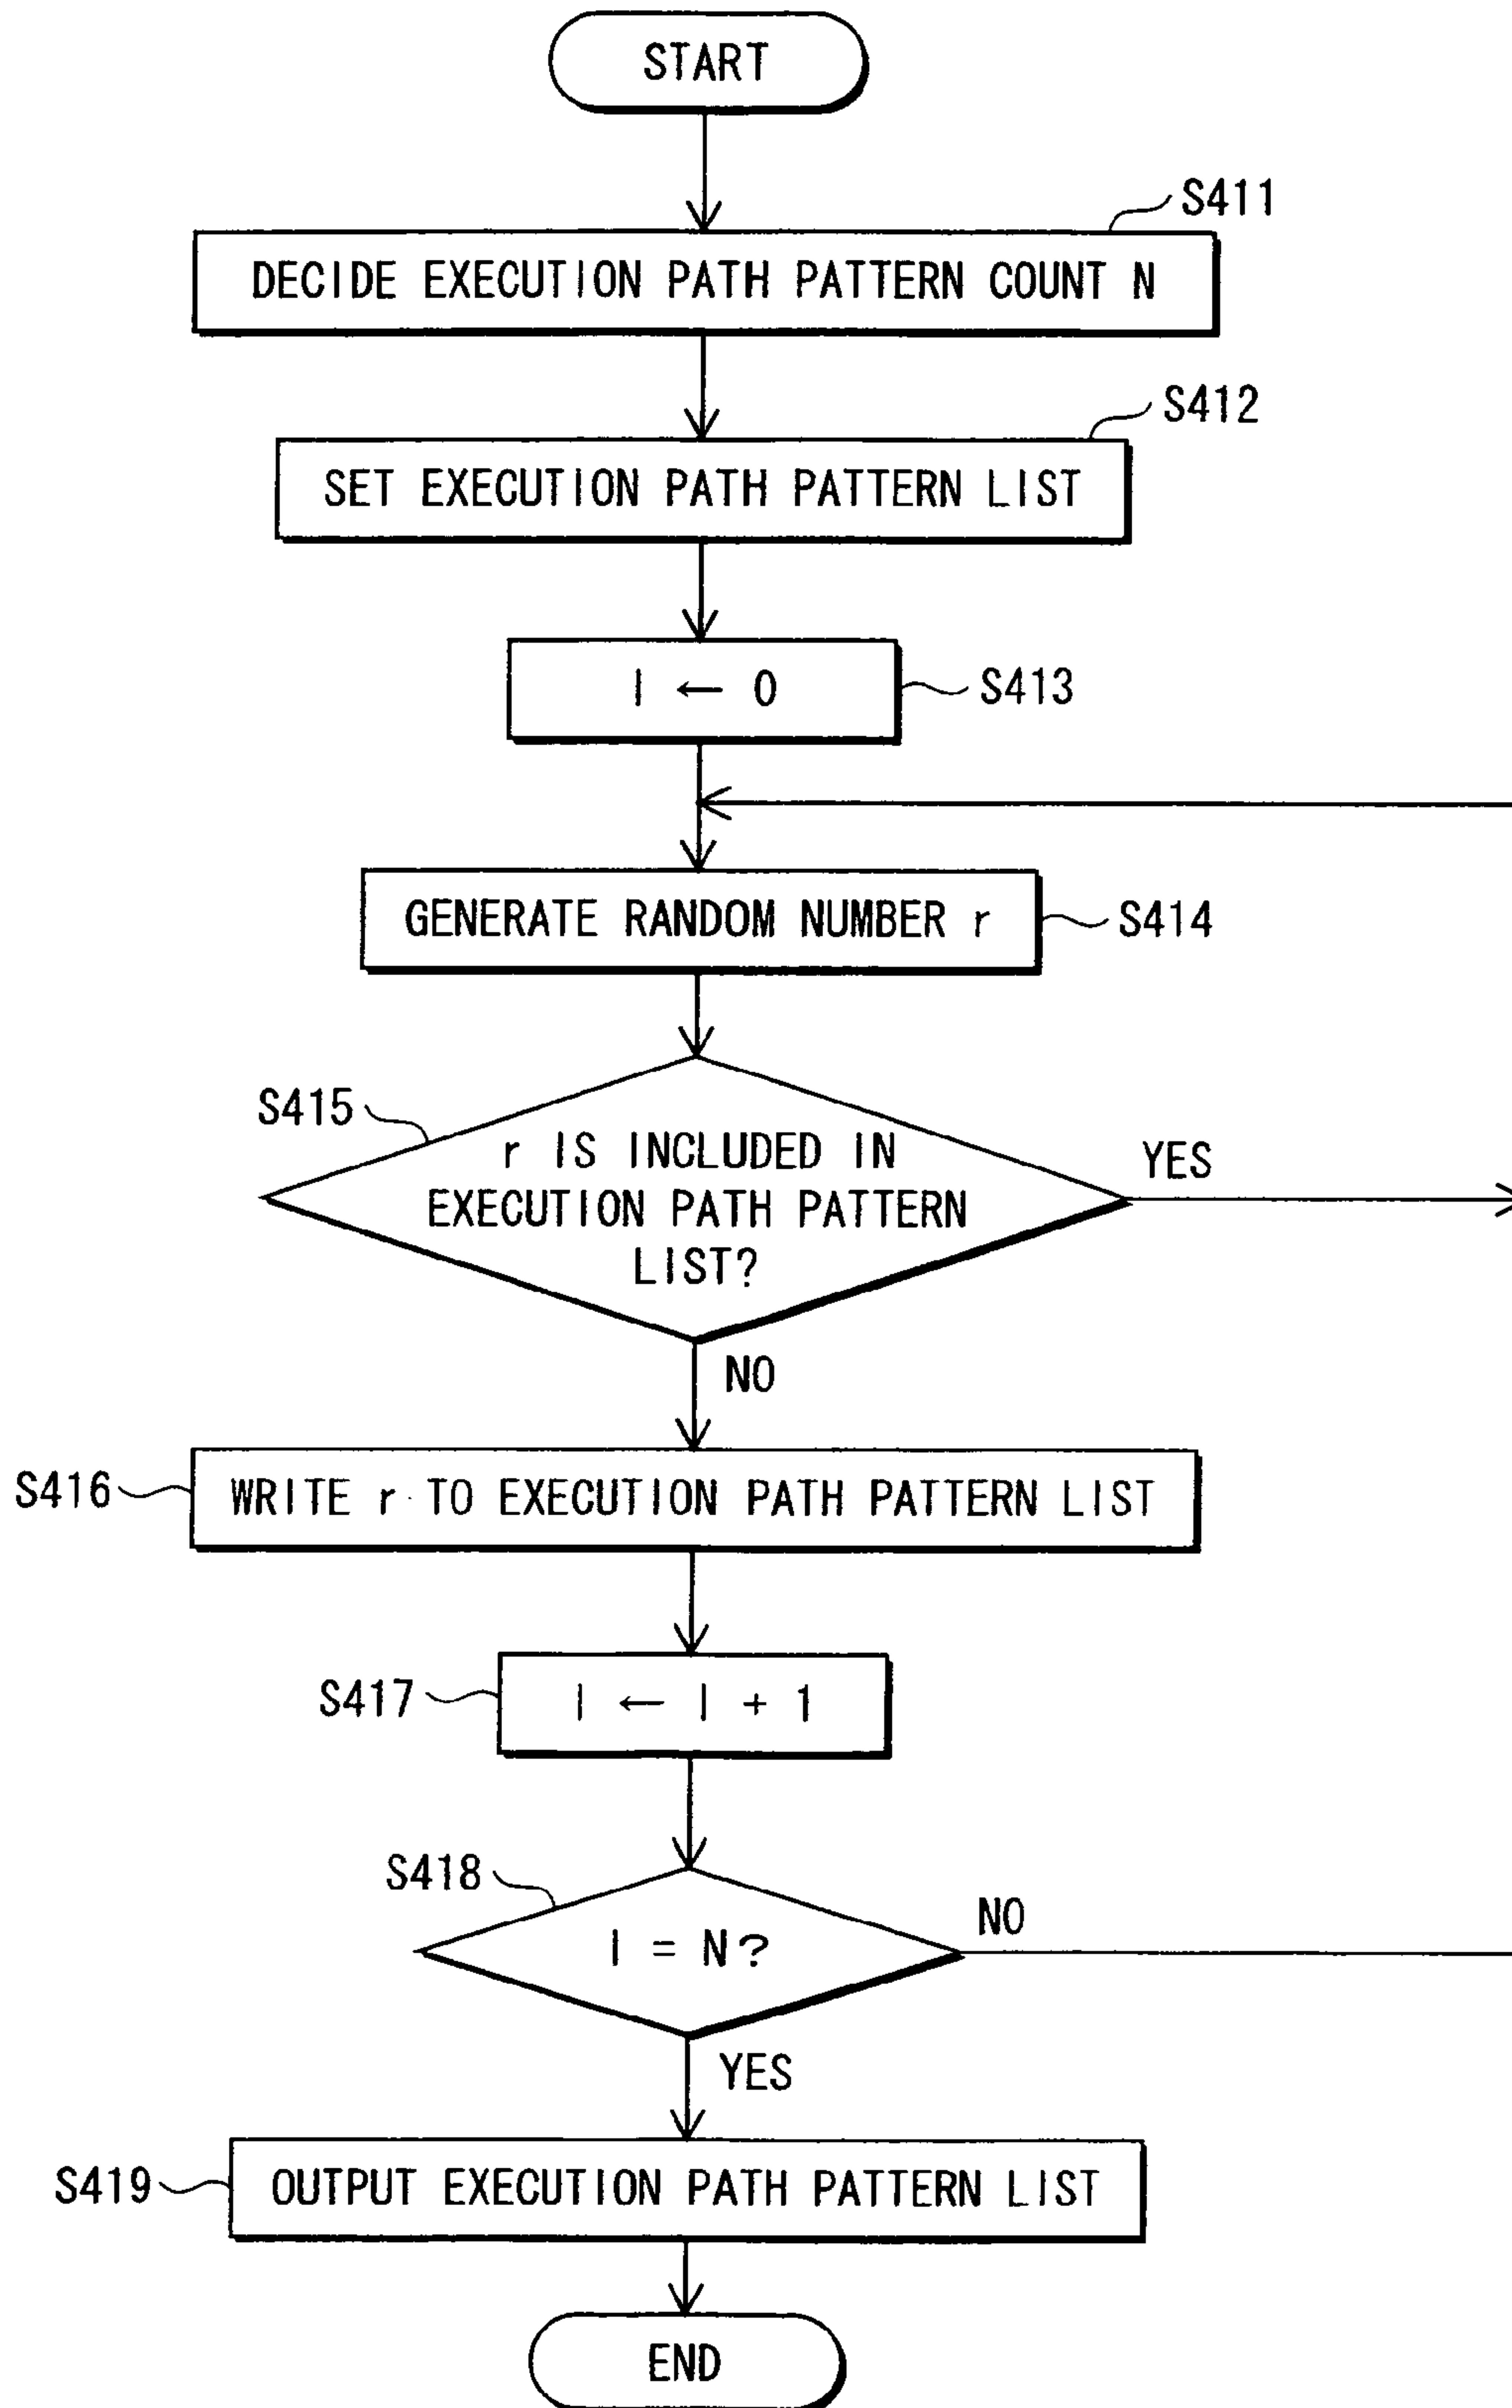 START
S411
DECIDE EXECUTION PATH PATTERN COUNT N
S412
SET EXECUTION PATH PATTERN LIST
I ← 0
S413
GENERATE RANDOM NUMBER r
S414
S415
r IS INCLUDED IN
EXECUTION PATH PATTERN
LIST?
YES
NO
S416
WRITE r TO EXECUTION PATH PATTERN LIST
S417
I ← I + 1
S418
I = N?
NO
YES
S419
OUTPUT EXECUTION PATH PATTERN LIST
END